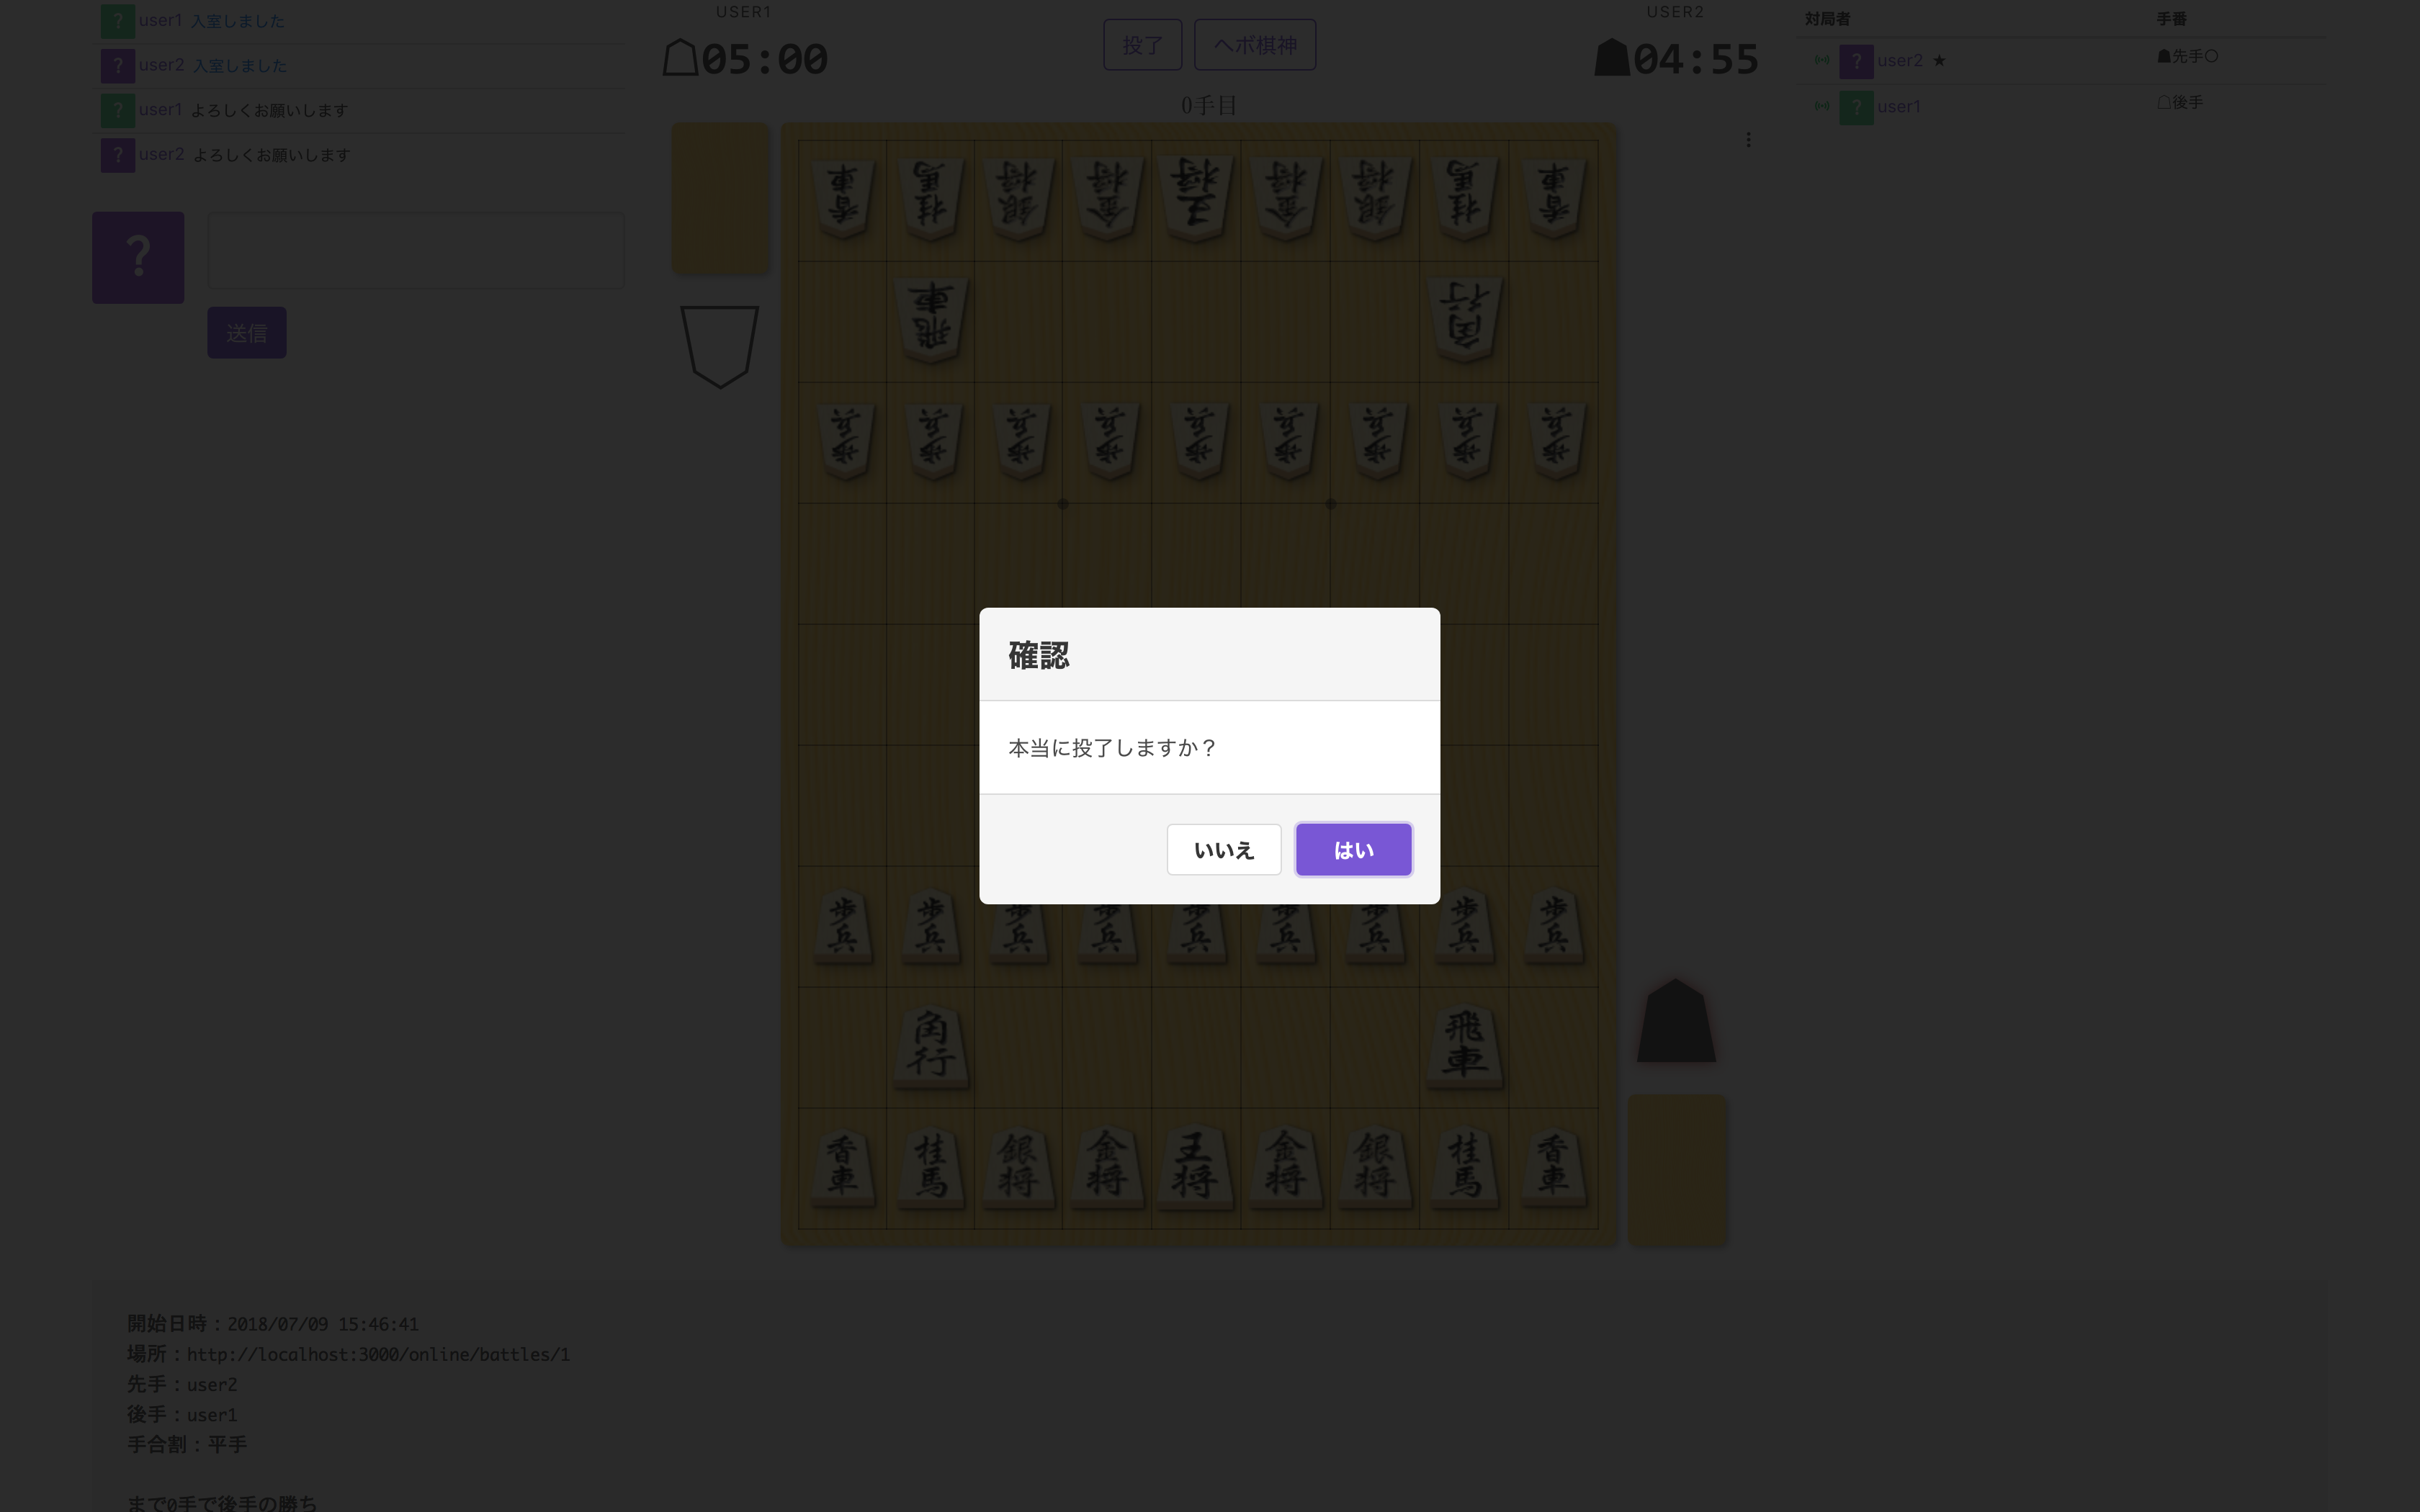 ? user1 入室しました
? user2 入室しました
? user1 よろしくお願いします
? user2 よろしくお願いします
?
送信
USER1
05:00
投了 ヘボ棋神
0手目
USER2
04:55
対局者 手番
? user2 ★ ☗先手○
? user1 ☖後手
香車 桂馬 銀将 金将 王将 金将 銀将 桂馬 香車
飛車 角行
歩兵 歩兵 歩兵 歩兵 歩兵 歩兵 歩兵 歩兵 歩兵
確認
本当に投了しますか？
いいえ はい
歩兵 歩兵 歩兵 歩兵 歩兵 歩兵 歩兵 歩兵 歩兵
角行 飛車
香車 桂馬 銀将 金将 王将 金将 銀将 桂馬 香車
開始日時：2018/07/09 15:46:41
場所：http://localhost:3000/online/battles/1
先手：user2
後手：user1
手合割：平手
まで0手で後手の勝ち